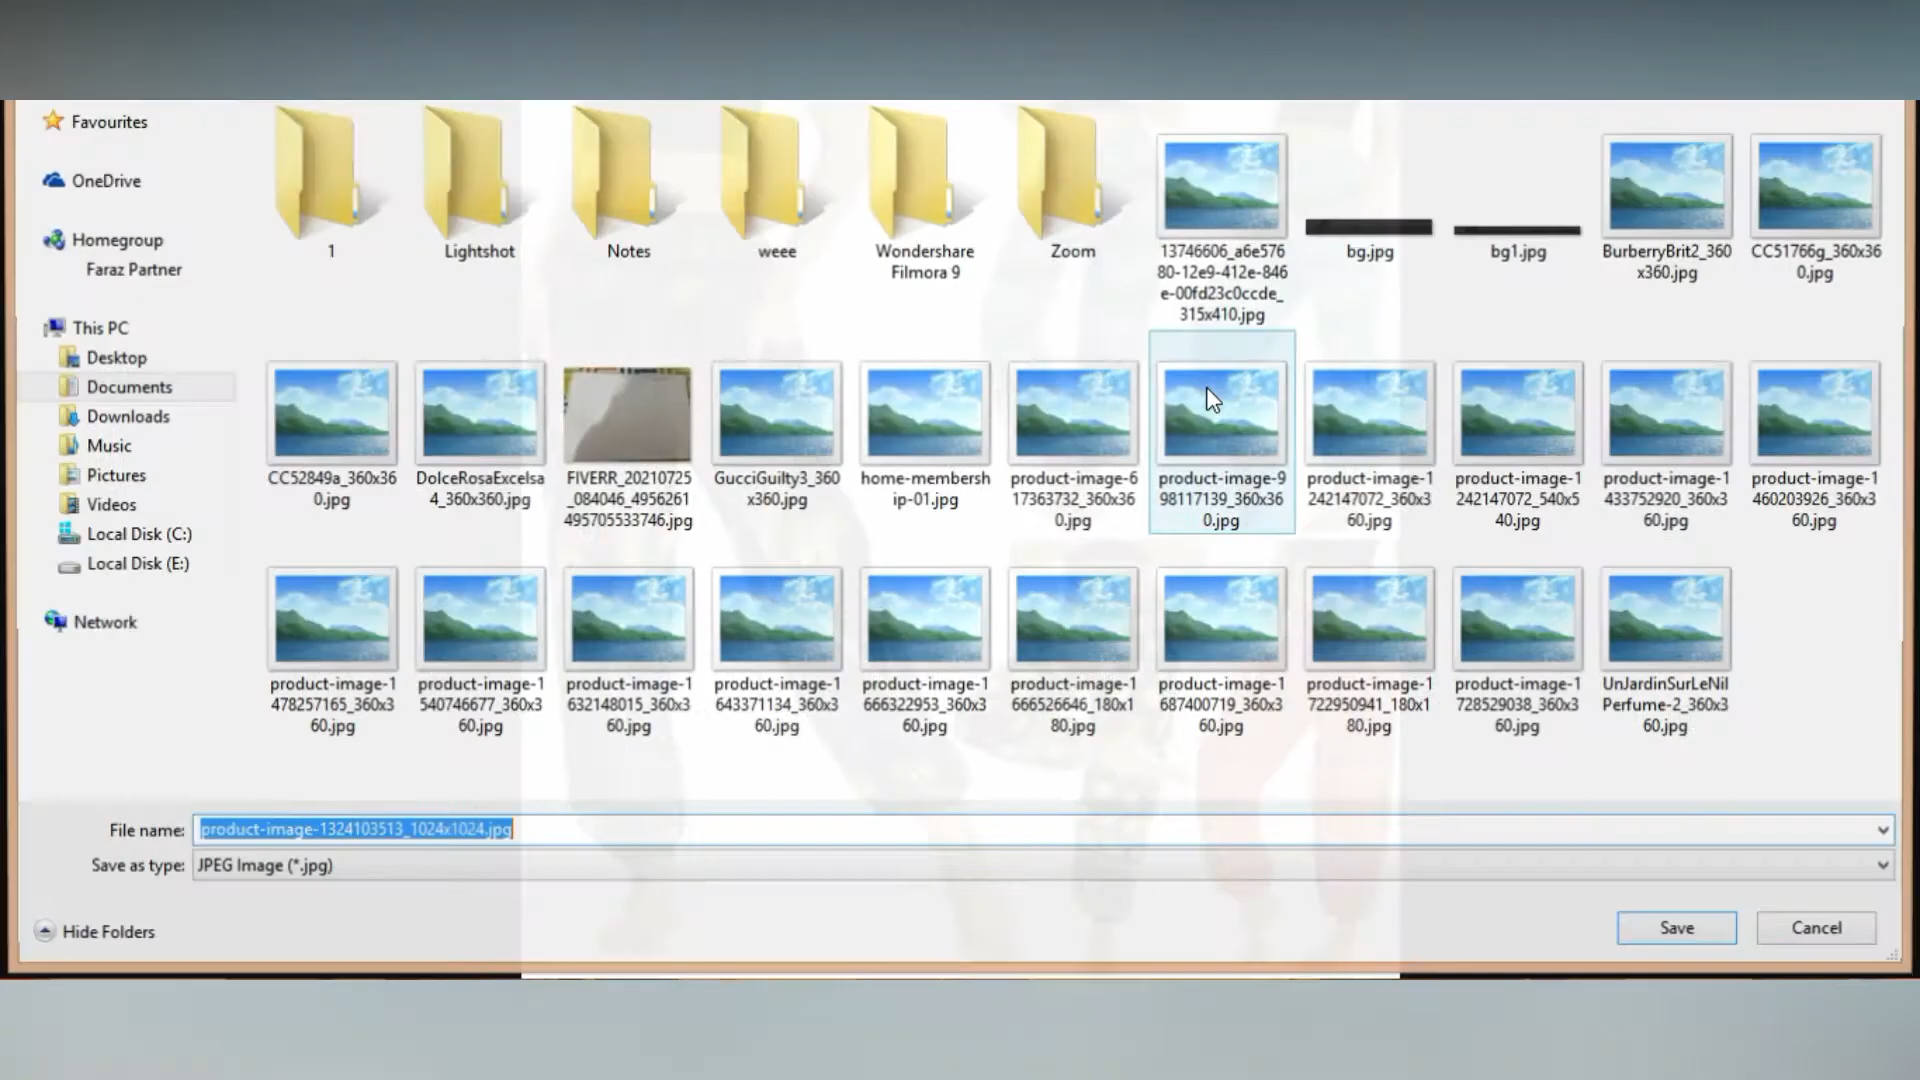 Favourites
OneDrive
Homegroup
Faraz Partner
This PC
Desktop
Documents
Downloads
Music
Pictures
Videos
Local Disk (C:)
Local Disk (E:)
Network
1
Lightshot
Notes
weee
Wondershare
Filmora 9
Zoom
13746606_a6e576
80-12e9-412e-846
e-00fd23c0ccde_
315x410.jpg
bg.jpg
bg1.jpg
BurberryBrit2_360
x360.jpg
CC51766g_360x36
0.jpg
CC52849a_360x36
0.jpg
DolceRosaExcelsa
4_360x360.jpg
FIVERR_20210725
_084046_4956261
495705533746.jpg
GucciGuilty3_360
x360.jpg
home-membersh
ip-01.jpg
product-image-6
17363732_360x36
0.jpg
product-image-9
98117139_360x36
0.jpg
product-image-1
242147072_360x3
60.jpg
product-image-1
242147072_540x5
40.jpg
product-image-1
433752920_360x3
60.jpg
product-image-1
460203926_360x3
60.jpg
product-image-1
478257165_360x3
60.jpg
product-image-1
540746677_360x3
60.jpg
product-image-1
632148015_360x3
60.jpg
product-image-1
643371134_360x3
60.jpg
product-image-1
666322953_360x3
60.jpg
product-image-1
666526646_180x1
80.jpg
product-image-1
687400719_360x3
60.jpg
product-image-1
722950941_180x1
80.jpg
product-image-1
728529038_360x3
60.jpg
UnJardinSurLeNil
Perfume-2_360x3
60.jpg
File name: product-image-1324103513_1024x1024.jpg
Save as type: JPEG Image (*.jpg)
Hide Folders
Save
Cancel